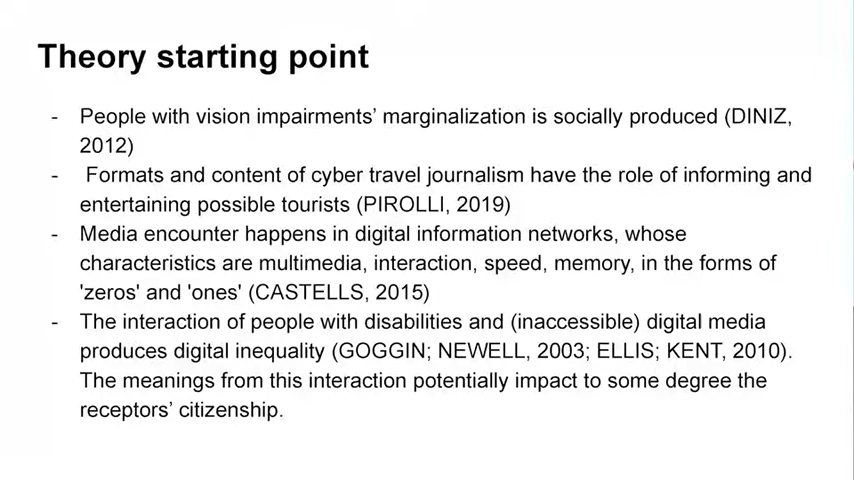 Theory starting point
- People with vision impairments’ marginalization is socially produced (DINIZ,
2012)
- Formats and content of cyber travel journalism have the role of informing and
entertaining possible tourists (PIROLLI, 2019)
- Media encounter happens in digital information networks, whose
characteristics are multimedia, interaction, speed, memory, in the forms of
'zeros' and 'ones' (CASTELLS, 2015)
- The interaction of people with disabilities and (inaccessible) digital media
produces digital inequality (GOGGIN; NEWELL, 2003; ELLIS; KENT, 2010).
The meanings from this interaction potentially impact to some degree the
receptors’ citizenship.